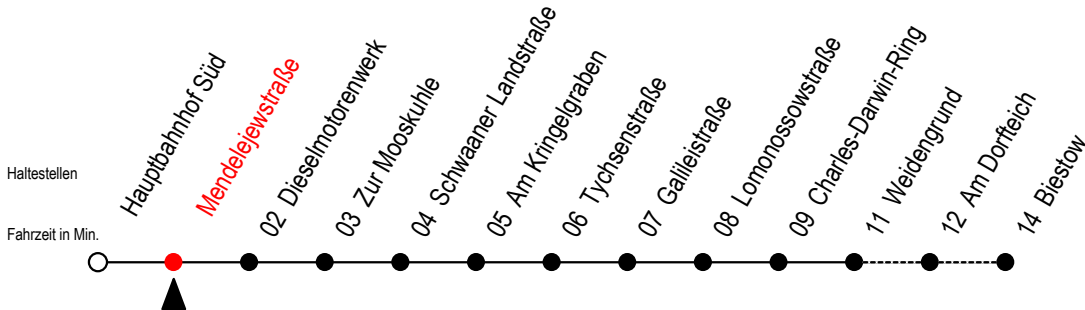 Haltestellen
Fahrzeit in Min.
Hauptbahnhof Süd
Mendelejewstraße
02 Dieselmotorenwerk
03 Zur Mooskuhle
04 Schwaaner Landstraße
05 Am Kringelgraben
06 Tychsenstraße
07 Galileistraße
08 Lomonossowstraße
09 Charles-Darwin-Ring
11 Weidengrund
12 Am Dorfteich
14 Biestow